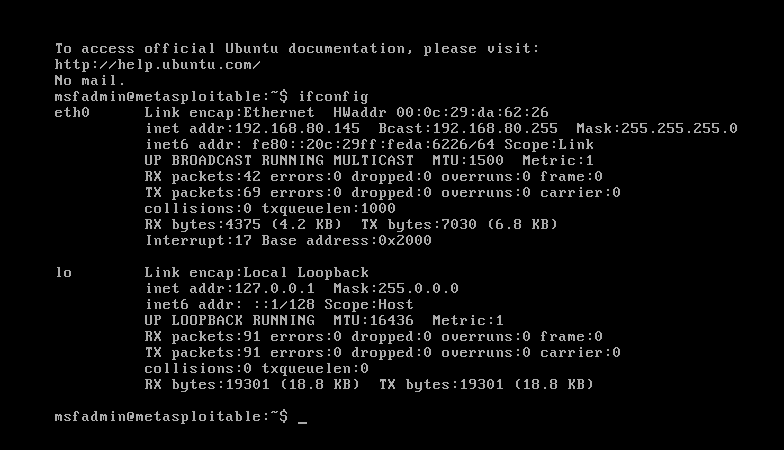 To access official Ubuntu documentation, please visit:
http://help.ubuntu.com/
No mail.
msfadmin@metasploitable:~$ ifconfig
eth0      Link encap:Ethernet  HWaddr 00:0c:29:da:62:26
          inet addr:192.168.80.145  Bcast:192.168.80.255  Mask:255.255.255.0
          inet6 addr: fe80::20c:29ff:feda:6226/64 Scope:Link
          UP BROADCAST RUNNING MULTICAST  MTU:1500  Metric:1
          RX packets:42 errors:0 dropped:0 overruns:0 frame:0
          TX packets:69 errors:0 dropped:0 overruns:0 carrier:0
          collisions:0 txqueuelen:1000
          RX bytes:4375 (4.2 KB)  TX bytes:7030 (6.8 KB)
          Interrupt:17 Base address:0x2000

lo        Link encap:Local Loopback
          inet addr:127.0.0.1  Mask:255.0.0.0
          inet6 addr: ::1/128 Scope:Host
          UP LOOPBACK RUNNING  MTU:16436  Metric:1
          RX packets:91 errors:0 dropped:0 overruns:0 frame:0
          TX packets:91 errors:0 dropped:0 overruns:0 carrier:0
          collisions:0 txqueuelen:0
          RX bytes:19301 (18.8 KB)  TX bytes:19301 (18.8 KB)

msfadmin@metasploitable:~$ _